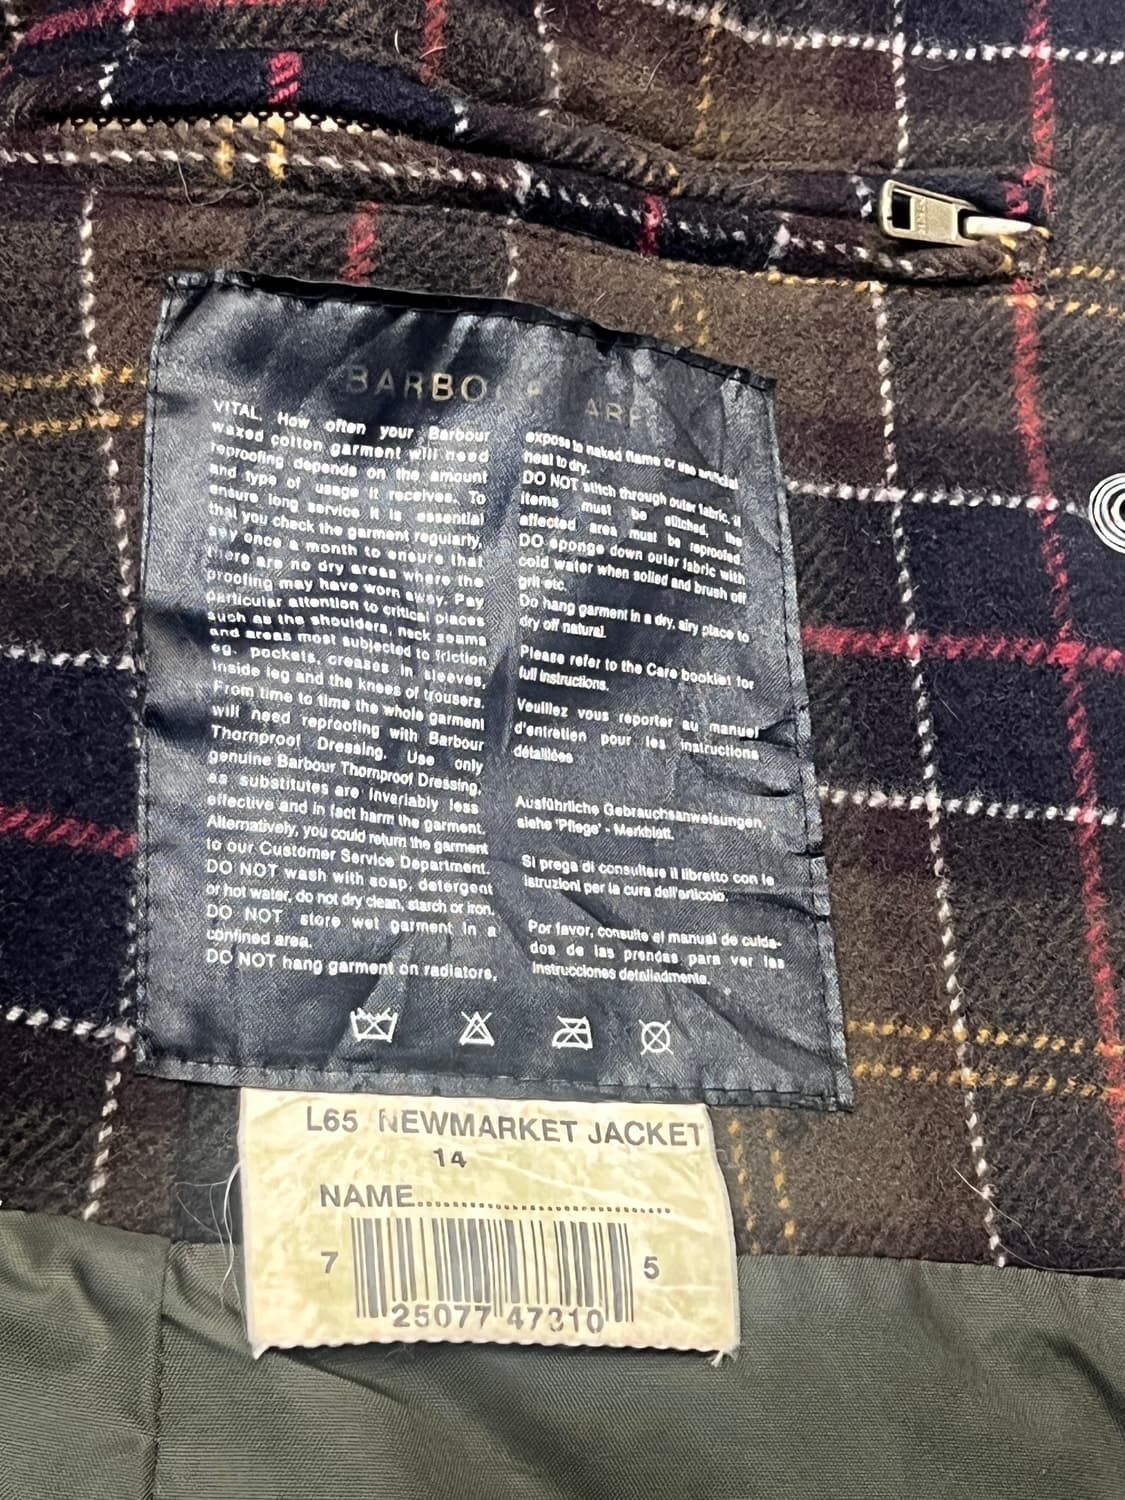 BARBO
VITAL. How often your Barbour
waxed cotton garment will need
reproofing depends on the amount
and type of usage it receives. To
ensure long service it is essential
that you check the garment regularly,
say once a month to ensure that
there are no dry areas where the
proofing may have worn away. Pay
particular attention to critical places
such as the shoulders, neck seams
and areas most subjected to friction
eg. pockets, creases in sleeves,
inside leg and the knees of trousers.
From time to time the whole garment
will need reproofing with Barbour
Thornproof Dressing. Use only
genuine Barbour Thornproof Dressing,
as substitutes are invariably less
effective and in fact harm the garment.
Alternatively, you could return the garment
to our Customer Service Department.
DO NOT wash with soap, detergent
or hot water, do not dry clean, starch or iron.
DO NOT store wet garment in a
confined area.
DO NOT hang garment on radiators,
expose to naked flame or use artificial
heat to dry.
DO NOT stitch through outer fabric, if
items must be stitched, the
affected area must be reproofed.
DO sponge down outer fabric with
cold water when soiled and brush off
grit etc.
Do hang garment in a dry, airy place to
dry off natural.
Please refer to the Care booklet for
full instructions.
Veuillez vous reporter au manuel
d'entretien pour les instructions
détaillées
Ausführliche Gebrauchsanweisungen,
siehe 'Pflege' - Merkblatt.
Si prega di consultare il libretto con le
istruzioni per la cura dell'articolo.
Por favor, consulte el manual de cuida-
dos de las prendas para ver las
instrucciones detalladmente.
L65 NEWMARKET JACKET
14
NAME................................
7 25077 47310 5